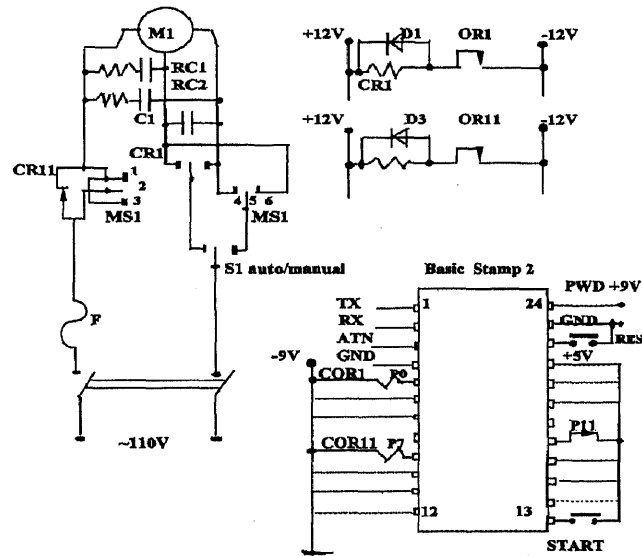 M1
RC1
RC2
C1
CR1
CR11
1
2
3
MS1
4 5 6
MS1
S1 auto/manual
F
~110V
+12V D1 OR1 -12V
CR1
+12V D3 OR11 -12V
Basic Stamp 2
PWD +9V
TX 1 24
RX GND
ATN RES
GND +5V
-9V
COR1 P0
P11
COR11 P7
12 13
START